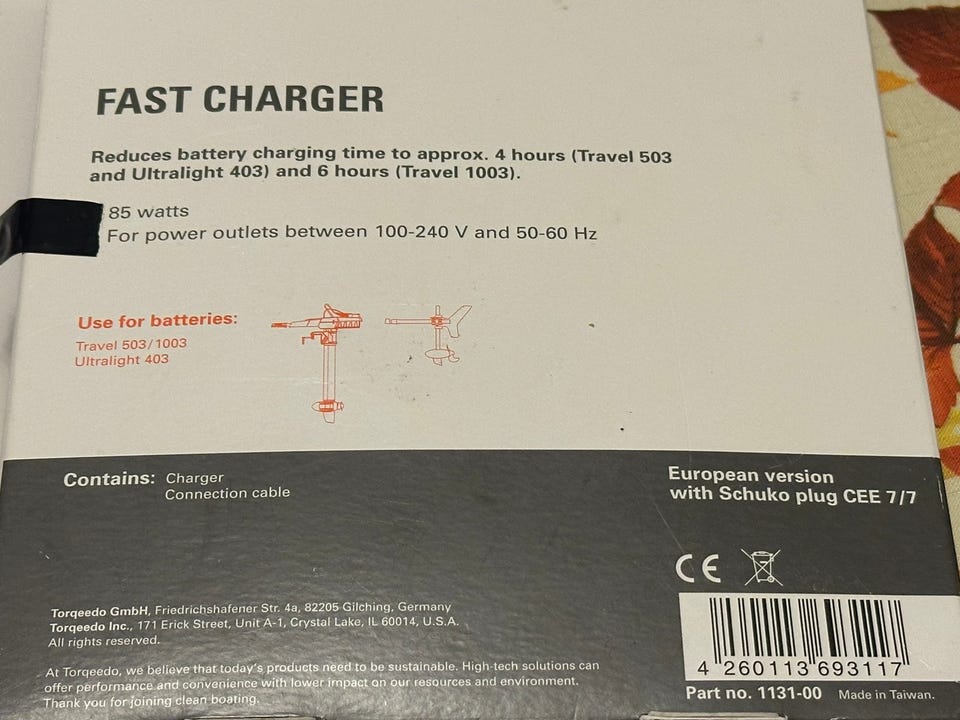 FAST CHARGER
Reduces battery charging time to approx. 4 hours (Travel 503
and Ultralight 403) and 6 hours (Travel 1003).
85 watts
For power outlets between 100-240 V and 50-60 Hz
Use for batteries:
Travel 503/1003
Ultralight 403
Contains: Charger
Connection cable
European version
with Schuko plug CEE 7/7
CE
Torqeedo GmbH, Friedrichshafener Str. 4a, 82205 Gilching, Germany
Torqeedo Inc., 171 Erick Street, Unit A-1, Crystal Lake, IL 60014, U.S.A.
All rights reserved.
At Torqeedo, we believe that today's products need to be sustainable. High-tech solutions can
offer performance and convenience with lower impact on our resources and environment.
Thank you for joining clean boating.
4 260113 693117
Part no. 1131-00 Made in Taiwan.